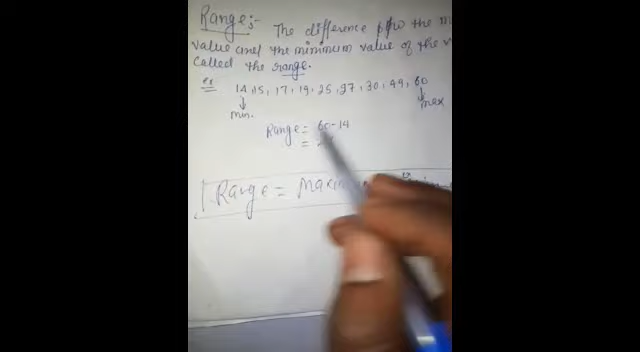 Range:-
The difference b/w the m
value and the minimum value of the v
called the range.
ex 14, 15, 17, 19, 25, 27, 30, 49, 60
min. max
Range = 60-14
=
Range = Maxim